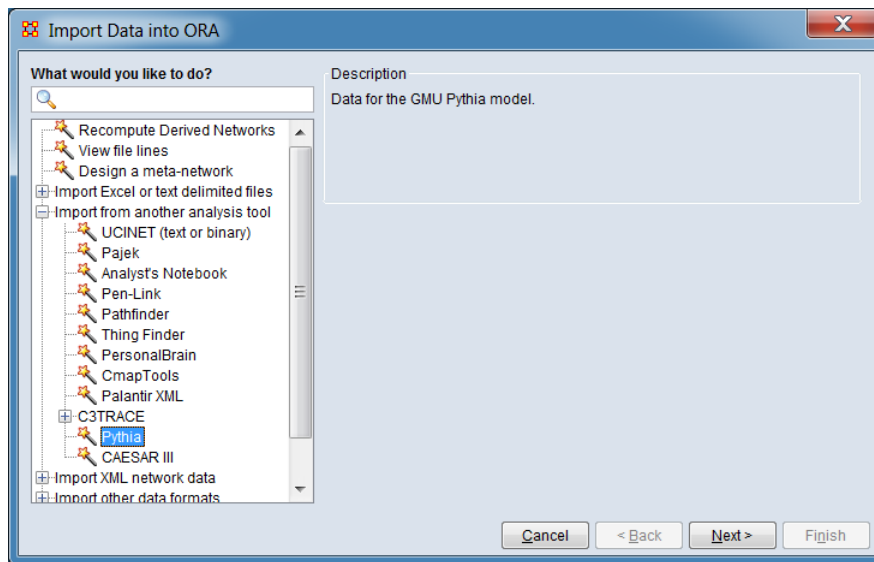 Import Data into ORA
X
What would you like to do?
Recompute Derived Networks
View file lines
Design a meta-network
Import Excel or text delimited files
Import from another analysis tool
UCINET (text or binary)
Pajek
Analyst's Notebook
Pen-Link
Pathfinder
Thing Finder
PersonalBrain
CmapTools
Palantir XML
C3TRACE
Pythia
CAESAR III
Import XML network data
Import other data formats
Description
Data for the GMU Pythia model.
Cancel
< Back
Next >
Finish